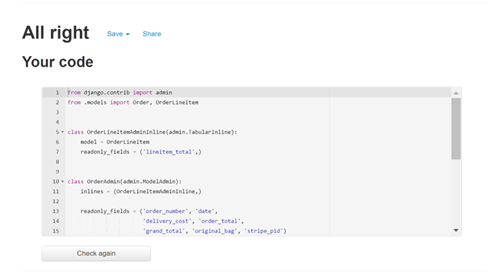 All right
Save
Share
Your code
1 from django.contrib import admin
2 from .models import Order, OrderLineItem
3
4
5 class OrderLineItemAdminInline(admin.TabularInline):
6     model = OrderLineItem
7     readonly_fields = ('lineitem_total',)
8
9
10 class OrderAdmin(admin.ModelAdmin):
11     inlines = (OrderLineItemAdminInline,)
12
13     readonly_fields = ('order_number', 'date',
14                        'delivery_cost', 'order_total',
15                        'grand_total', 'original_bag', 'stripe_pid')
Check again